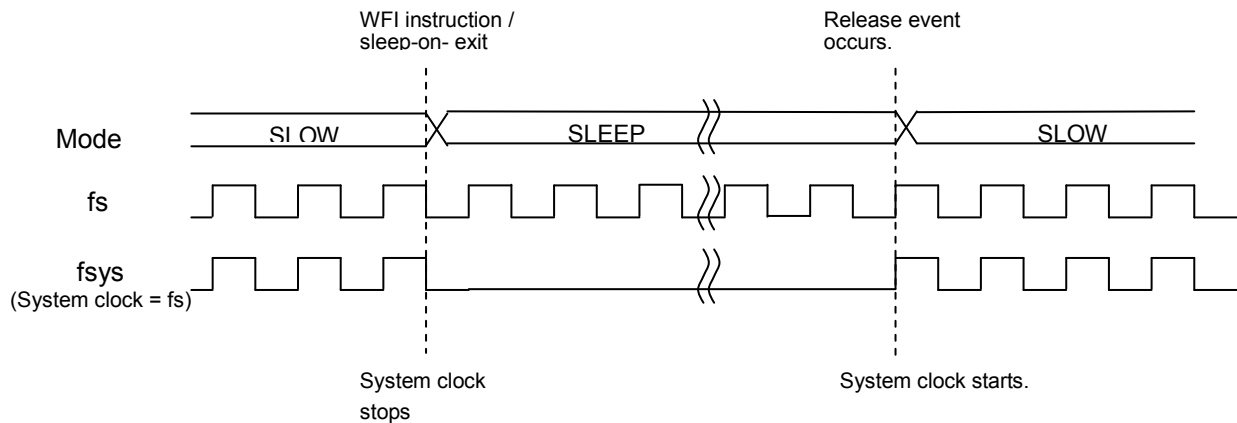 WFI instruction /
sleep-on- exit
Release event
occurs.
Mode
SLOW
SLEEP
SLOW
fs
fsys
(System clock = fs)
System clock
stops
System clock starts.